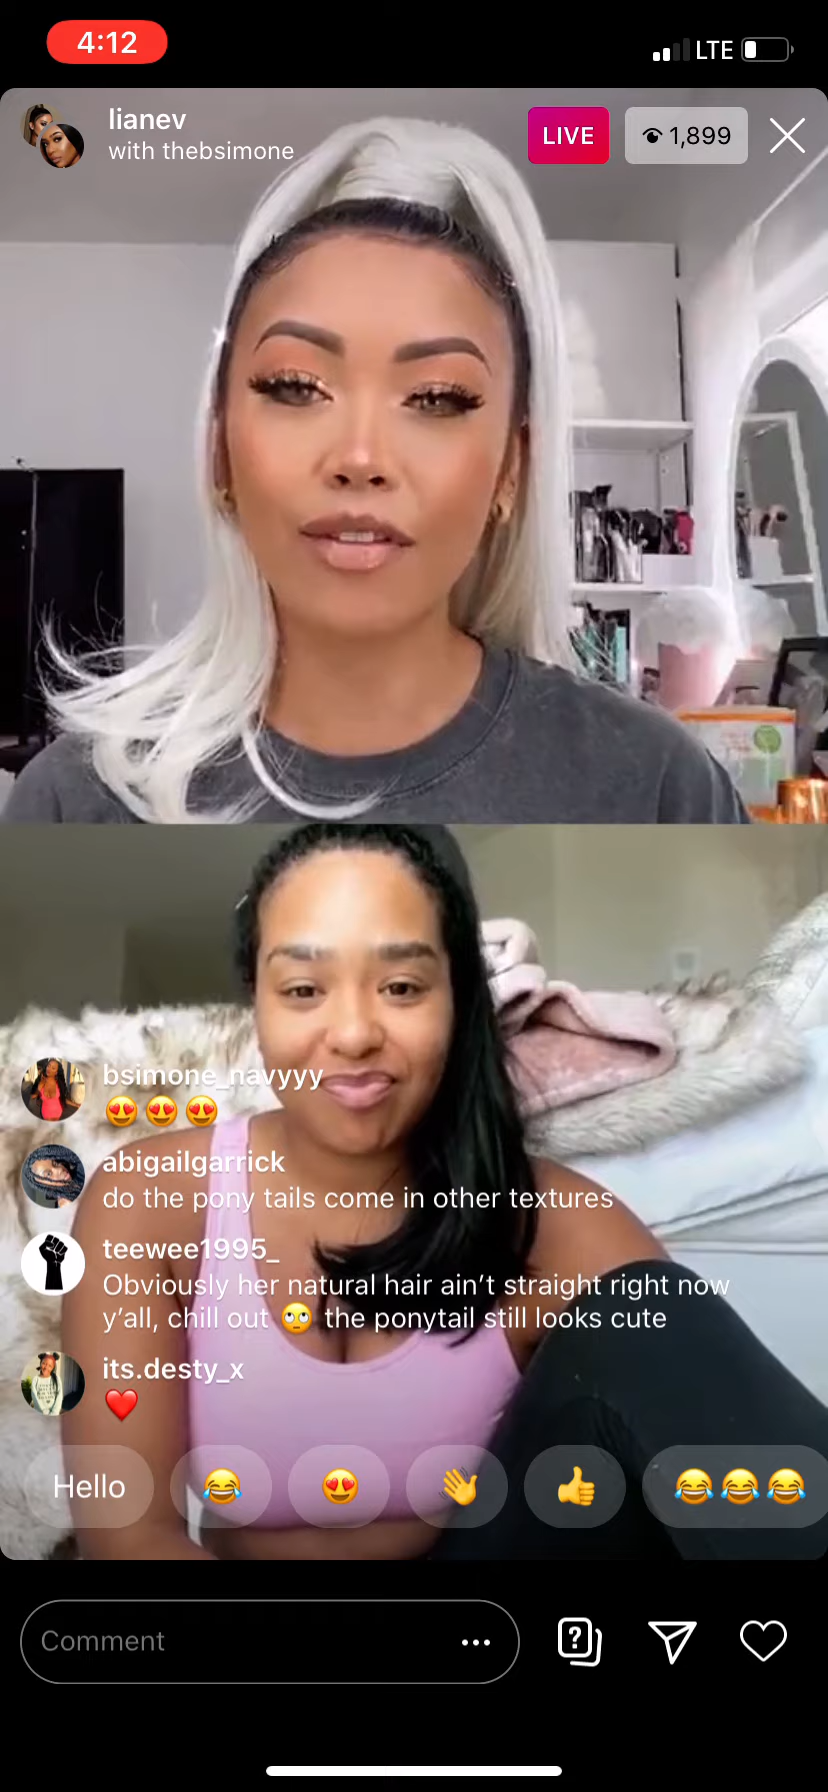 4:12
LTE
lianev
with thebsimone
LIVE
1,899
bsimone_navyyy
😍😍😍
abigailgarrick
do the pony tails come in other textures
teewee1995_
Obviously her natural hair ain’t straight right now
y’all, chill out 🙄 the ponytail still looks cute
its.desty_x
❤️
Hello 😂 😍 👋 👍 😂😂😂
Comment